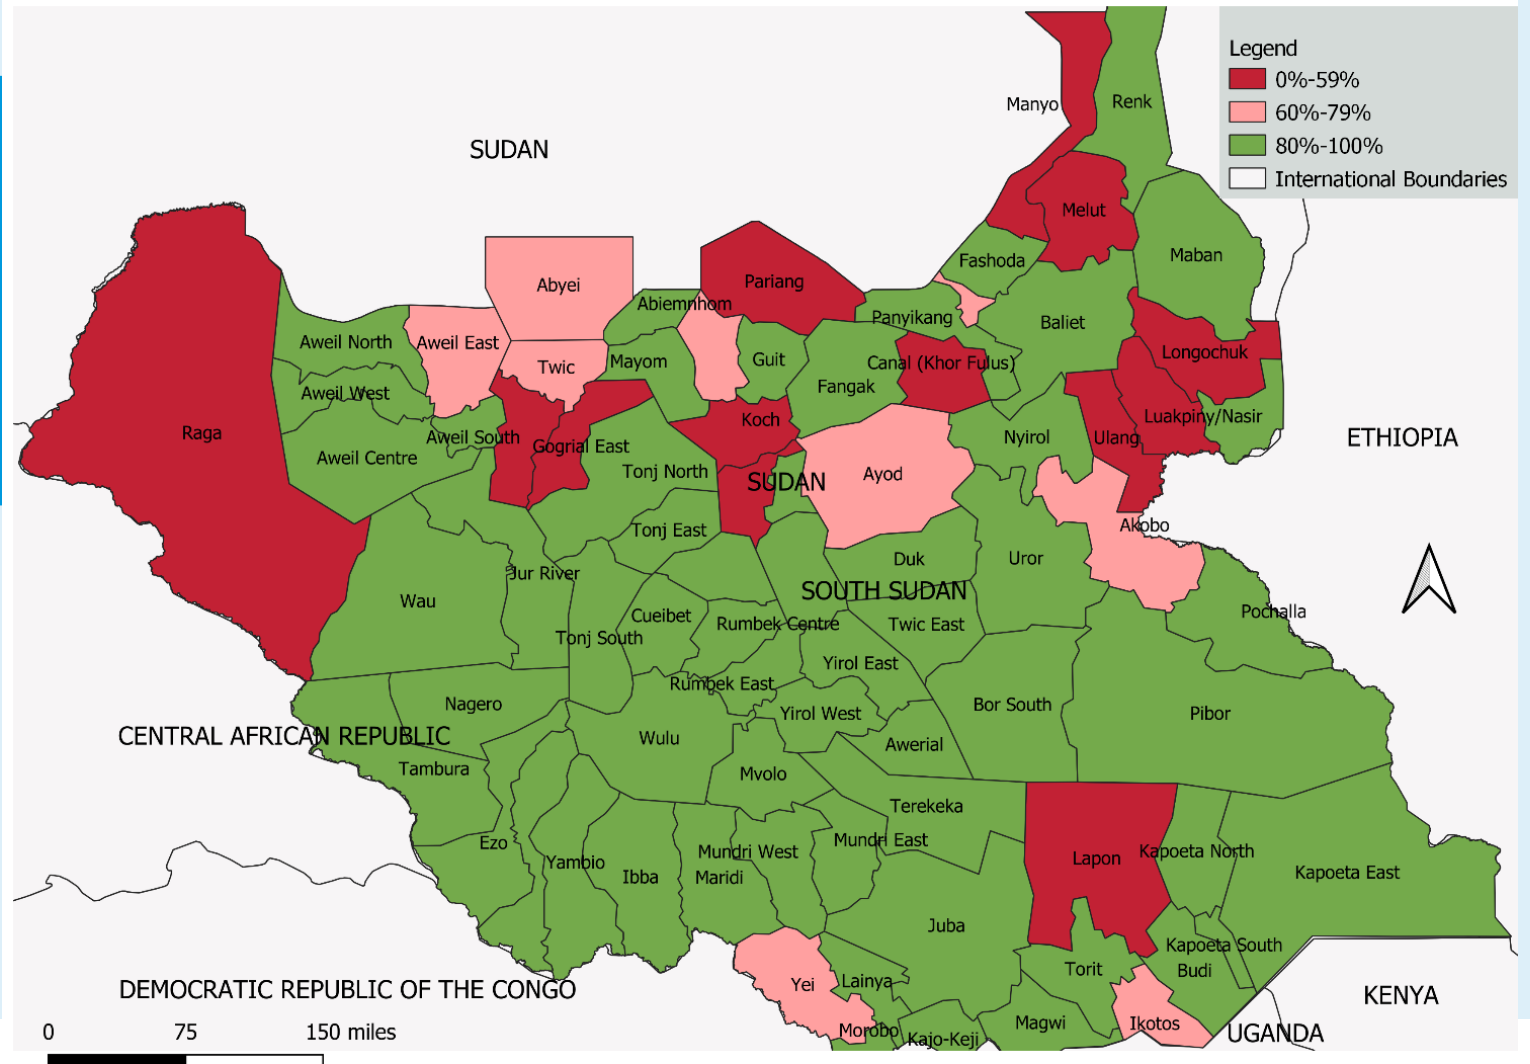 Legend
0%-59%
60%-79%
80%-100%
International Boundaries
Manyo
Renk
SUDAN
Melut
Maban
Fashoda
Abyei
Pariang
Abiemnhom
Panyikang
Baliet
Aweil North
Aweil East
Twic
Mayom
Guit
Canal (Khor Fulus)
Longochuk
Fangak
Aweil West
Koch
Luakpiny/Nasir
Raga
Aweil South
Gogrial East
Nyirol
Ulang
ETHIOPIA
Aweil Centre
Tonj North
SUDAN
Ayod
Akobo
Tonj East
Duk
Uror
Jur River
SOUTH SUDAN
Wau
Cueibet
Rumbek Centre
Twic East
Pochalla
Tonj South
Yirol East
Rumbek East
Nagero
Yirol West
Bor South
Pibor
CENTRAL AFRICAN REPUBLIC
Wulu
Awerial
Tambura
Mvolo
Terekeka
Ezo
Mundri East
Yambio
Mundri West
Lapon
Kapoeta North
Ibba
Maridi
Kapoeta East
Juba
Kapoeta South
Torit
Budi
DEMOCRATIC REPUBLIC OF THE CONGO
Yei
Lainya
KENYA
Morobo
Kajo-Keji
Magwi
Ikotos
UGANDA
0 75 150 miles